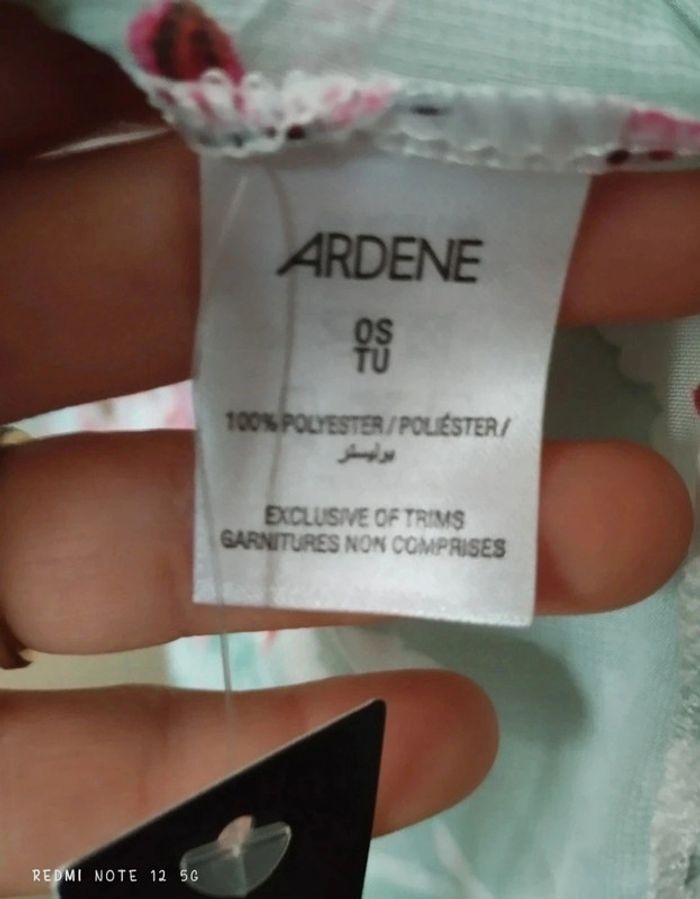 ARDENE
OS
TU
100% POLYESTER / POLIÉSTER /
بوليستر
EXCLUSIVE OF TRIMS
GARNITURES NON COMPRISES
REDMI NOTE 12 5G